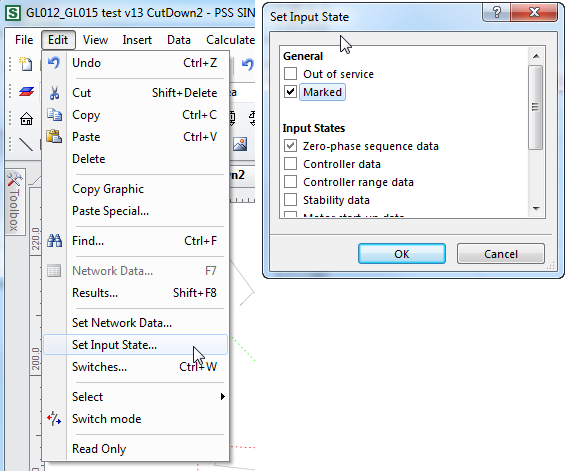 GL012_GL015 test v13 CutDown2 - PSS SIN
File Edit View Insert Data Calculate
Undo Ctrl+Z
Cut Shift+Delete
Copy Ctrl+C
Paste Ctrl+V
Delete
Copy Graphic
Paste Special...
Find... Ctrl+F
Network Data... F7
Results... Shift+F8
Set Network Data...
Set Input State...
Switches... Ctrl+W
Select
Switch mode
Read Only
Toolbox
220.0
200.0
wn2
Set Input State
General
Out of service
Marked
Input States
Zero-phase sequence data
Controller data
Controller range data
Stability data
Motor start-up data
OK Cancel